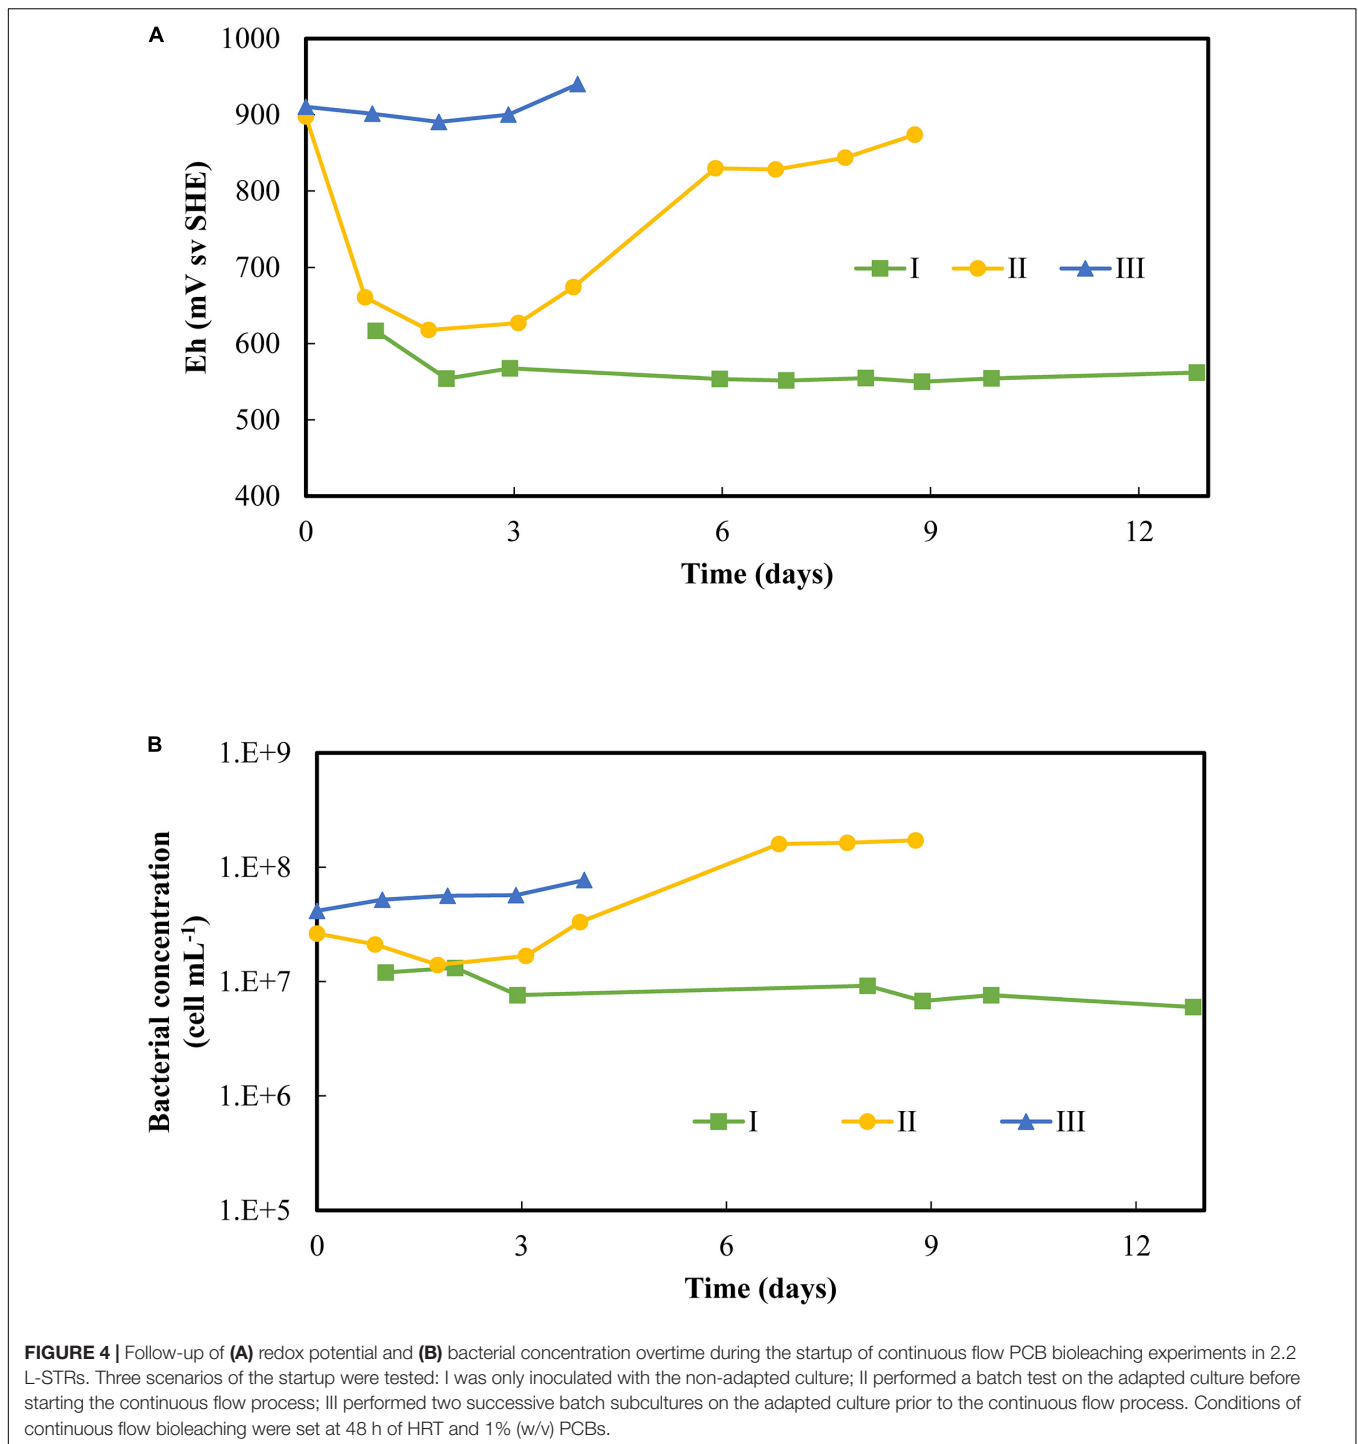 A
1000
900
800
700
600
500
400
Eh (mV sv SHE)
I II III
0 3 6 9 12
Time (days)
B
1.E+9
1.E+8
1.E+7
1.E+6
1.E+5
Bacterial concentration
(cell mL-1)
I II III
0 3 6 9 12
Time (days)
FIGURE 4 | Follow-up of (A) redox potential and (B) bacterial concentration overtime during the startup of continuous flow PCB bioleaching experiments in 2.2
L-STRs. Three scenarios of the startup were tested: I was only inoculated with the non-adapted culture; II performed a batch test on the adapted culture before
starting the continuous flow process; III performed two successive batch subcultures on the adapted culture prior to the continuous flow process. Conditions of
continuous flow bioleaching were set at 48 h of HRT and 1% (w/v) PCBs.